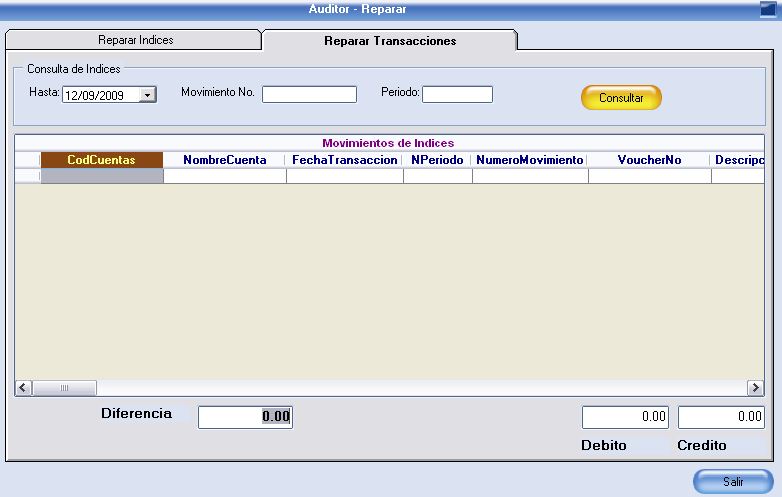 Auditor - Reparar
Reparar Indices
Reparar Transacciones
Consulta de Indices
Hasta: 12/09/2009 Movimiento No. Periodo: Consultar
Movimientos de Indices
CodCuentas NombreCuenta FechaTransaccion NPeriodo NumeroMovimiento VoucherNo Descripc
Diferencia 0.00 0.00 0.00
Debito Credito
Salir